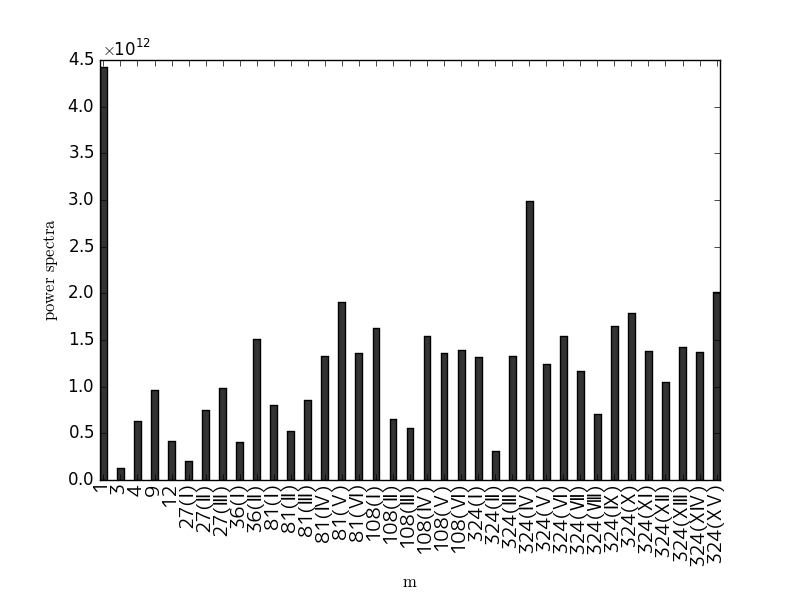 ×10¹²
4.5
4.0
3.5
3.0
2.5
2.0
1.5
1.0
0.5
0.0
power spectra
1
3
4
9
12
27(I)
27(II)
27(III)
36(I)
36(II)
81(I)
81(II)
81(III)
81(IV)
81(V)
81(VI)
108(I)
108(II)
108(III)
108(IV)
108(V)
108(VI)
324(I)
324(II)
324(III)
324(IV)
324(V)
324(VI)
324(VII)
324(VIII)
324(IX)
324(X)
324(XI)
324(XII)
324(XIII)
324(XIV)
324(XV)
m